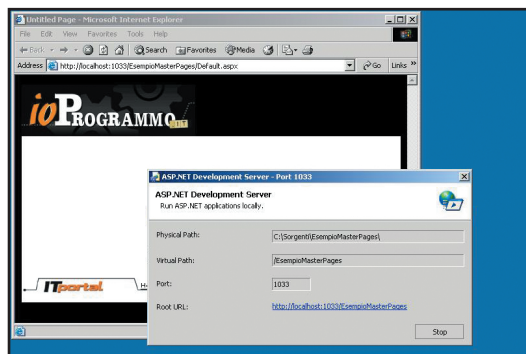 Untitled Page - Microsoft Internet Explorer
File Edit View Favorites Tools Help
Back Search Favorites Media
Address http://localhost:1033/EsempioMasterPages/Default.aspx Go Links »
ioPROGRAMMO.IT
ITportal
ASP.NET Development Server - Port 1033
ASP.NET Development Server
Run ASP.NET applications locally.
Physical Path: C:\Sorgenti\EsempioMasterPages\
Virtual Path: /EsempioMasterPages
Port: 1033
Root URL: http://localhost:1033/EsempioMasterPages
Stop